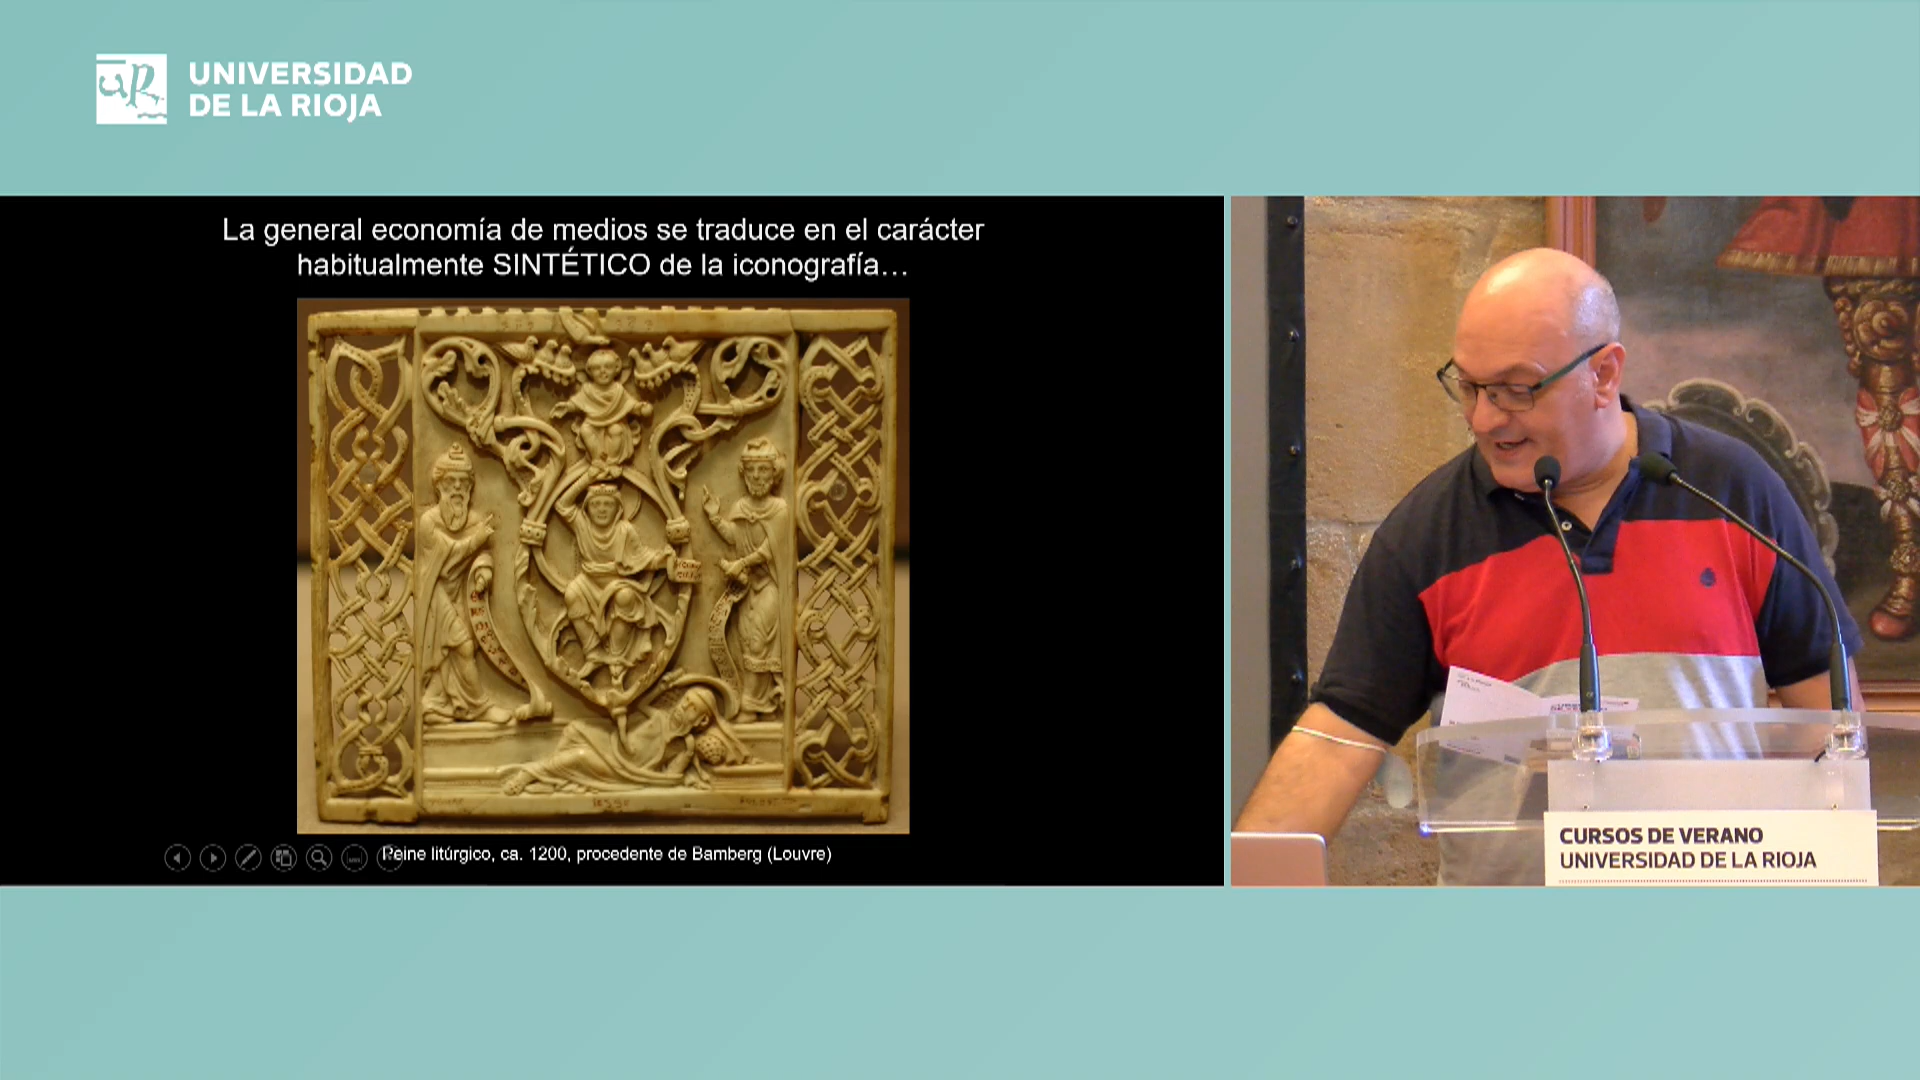 UNIVERSIDAD
DE LA RIOJA
La general economía de medios se traduce en el carácter
habitualmente SINTÉTICO de la iconografía...
Peine litúrgico, ca. 1200, procedente de Bamberg (Louvre)
CURSOS DE VERANO
UNIVERSIDAD DE LA RIOJA